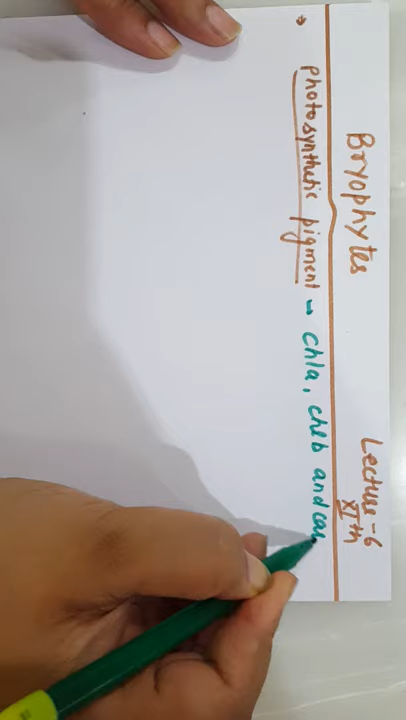 Bryophytes
Lecture-6
XIth
→ Photosynthetic pigment → chla, chlb and car